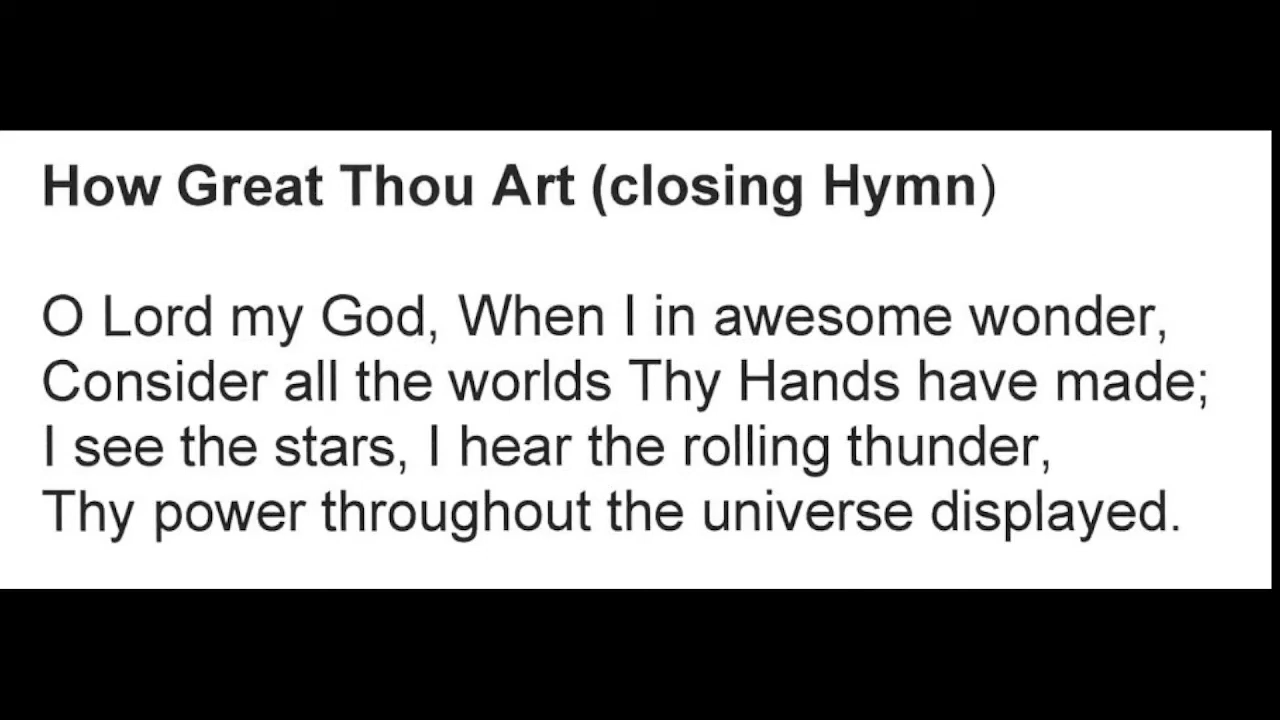 How Great Thou Art (closing Hymn)
O Lord my God, When I in awesome wonder,
Consider all the worlds Thy Hands have made;
I see the stars, I hear the rolling thunder,
Thy power throughout the universe displayed.